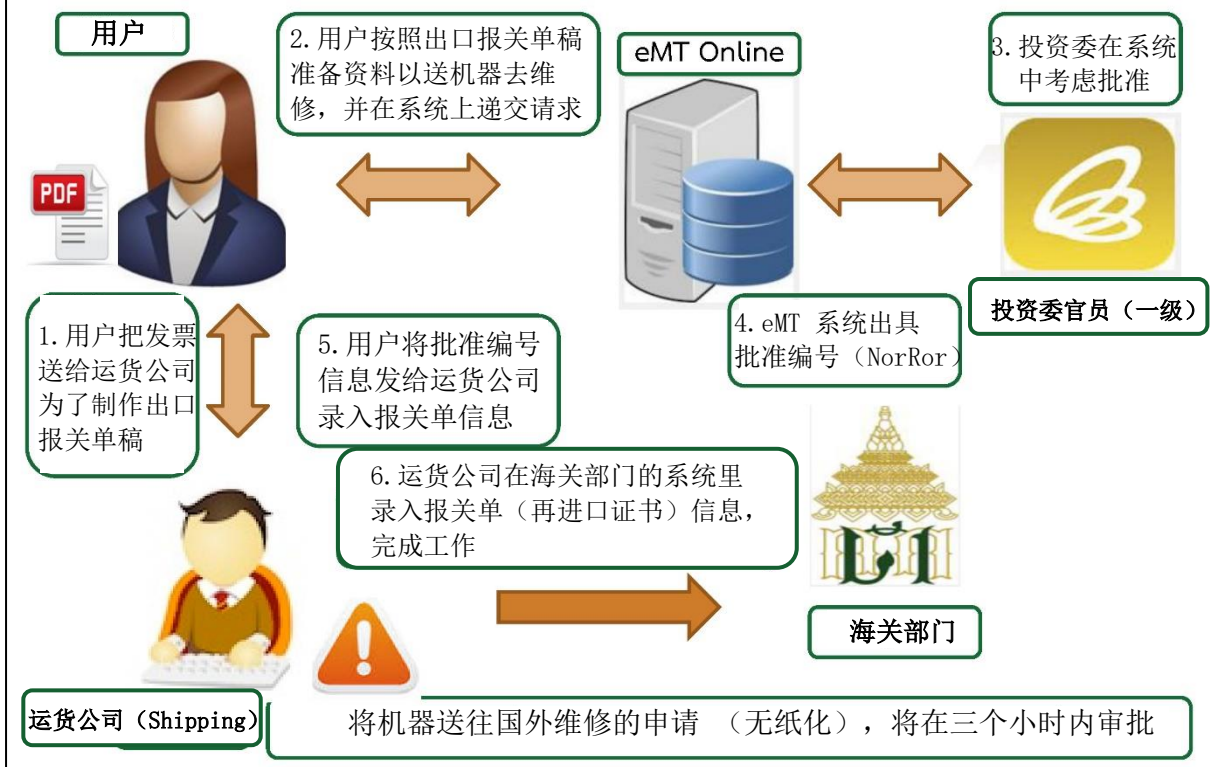 用户
2.用户按照出口报关单稿
准备资料以送机器去维
修，并在系统上递交请求
eMT Online
3.投资委在系统
中考虑批准
PDF
投资委官员（一级）
1.用户把发票
送给运货公司
为了制作出口
报关单稿
5.用户将批准编号
信息发给运货公司
录入报关单信息
4.eMT 系统出具
批准编号（NorRor）
6.运货公司在海关部门的系统里
录入报关单（再进口证书）信息，
完成工作
海关部门
运货公司（Shipping）
将机器送往国外维修的申请 （无纸化），将在三个小时内审批